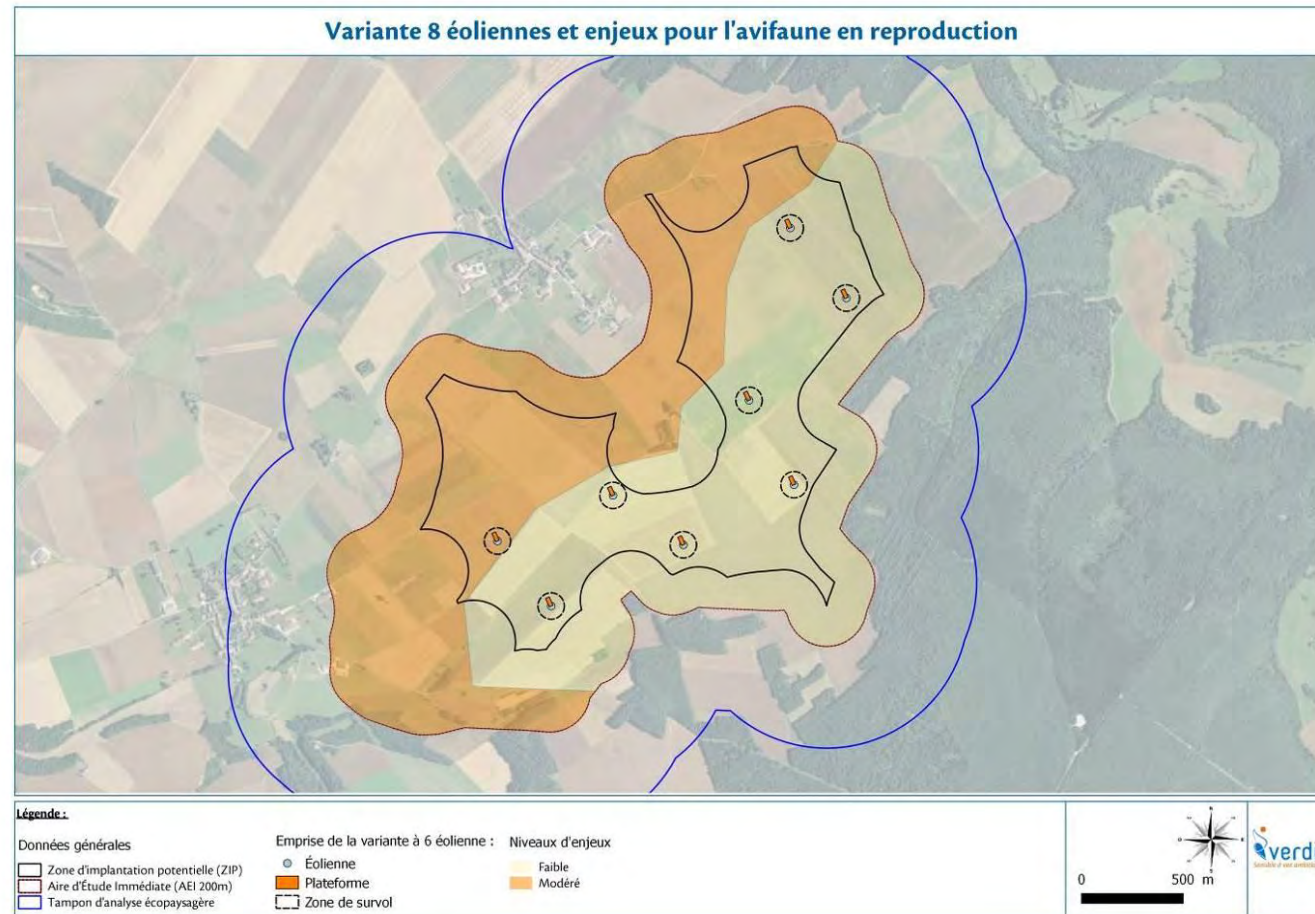 Variante 8 éoliennes et enjeux pour l'avifaune en reproduction
Légende :
Données générales
Zone d'implantation potentielle (ZIP)
Aire d'Étude Immédiate (AEI 200m)
Tampon d'analyse écopaysagère
Emprise de la variante à 6 éolienne :
Éolienne
Plateforme
Zone de survol
Niveaux d'enjeux
Faible
Modéré
0 500 m
verdi